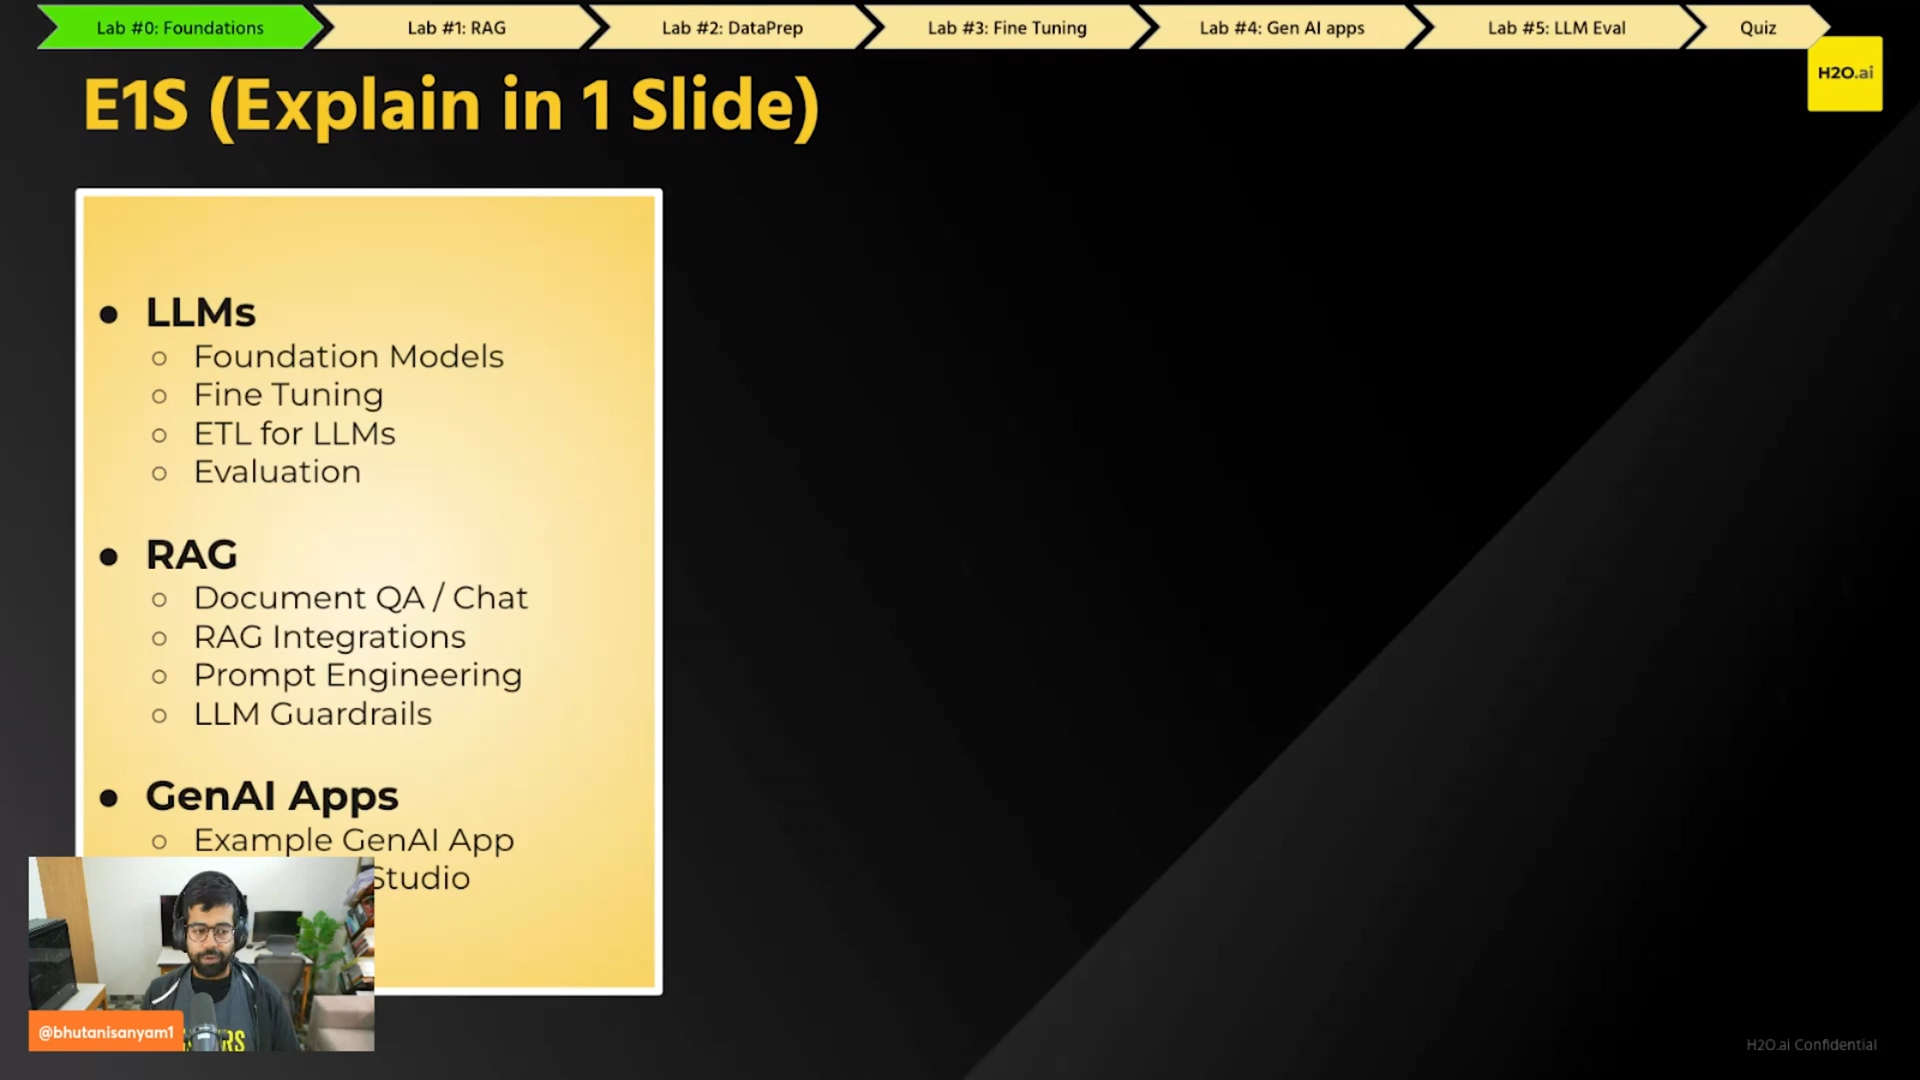 Lab #0: Foundations
Lab #1: RAG
Lab #2: DataPrep
Lab #3: Fine Tuning
Lab #4: Gen AI apps
Lab #5: LLM Eval
Quiz
H2O.ai
E1S (Explain in 1 Slide)
LLMs
Foundation Models
Fine Tuning
ETL for LLMs
Evaluation
RAG
Document QA / Chat
RAG Integrations
Prompt Engineering
LLM Guardrails
GenAI Apps
Example GenAI App
Studio
@bhutanisanyam1
H2O.ai Confidential